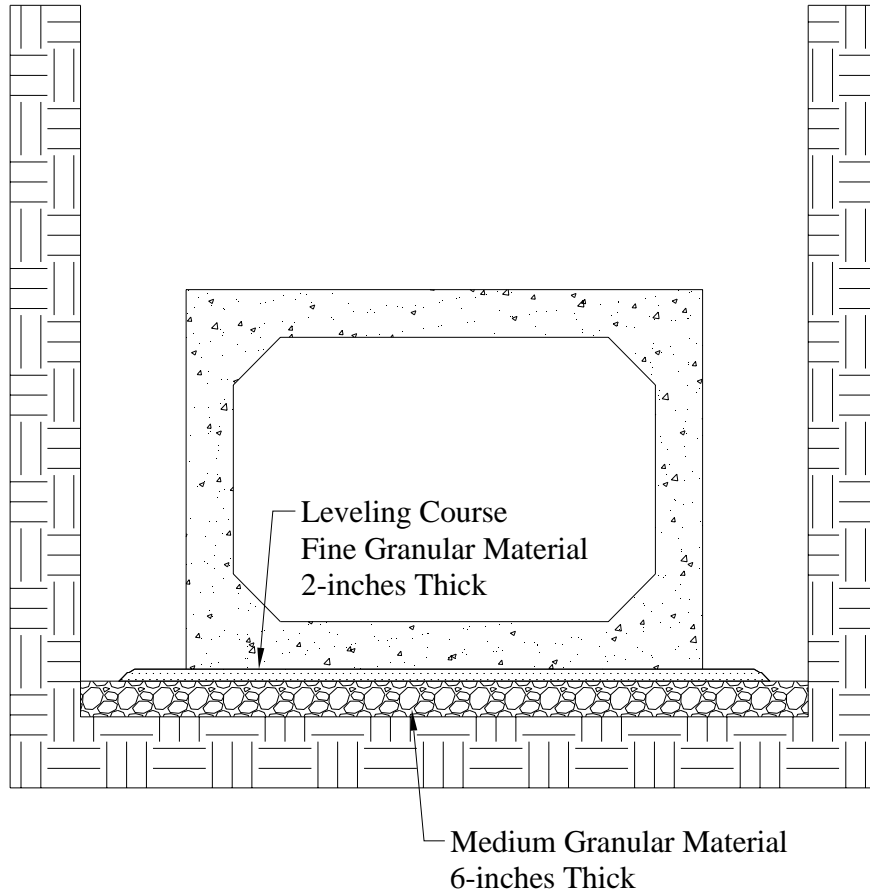 Leveling Course
Fine Granular Material
2-inches Thick
Medium Granular Material
6-inches Thick